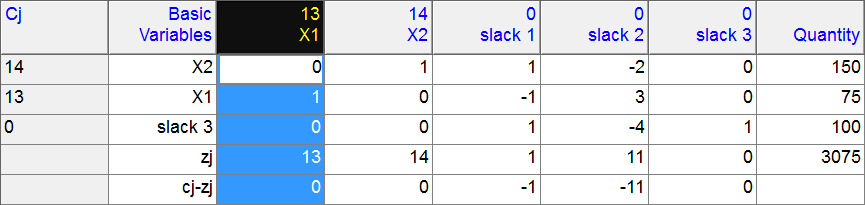 Cj Basic Variables 13 X1 14 X2 0 slack 1 0 slack 2 0 slack 3 Quantity
14 X2 0 1 1 -2 0 150
13 X1 1 0 -1 3 0 75
0 slack 3 0 0 1 -4 1 100
zj 13 14 1 11 0 3075
cj-zj 0 0 -1 -11 0